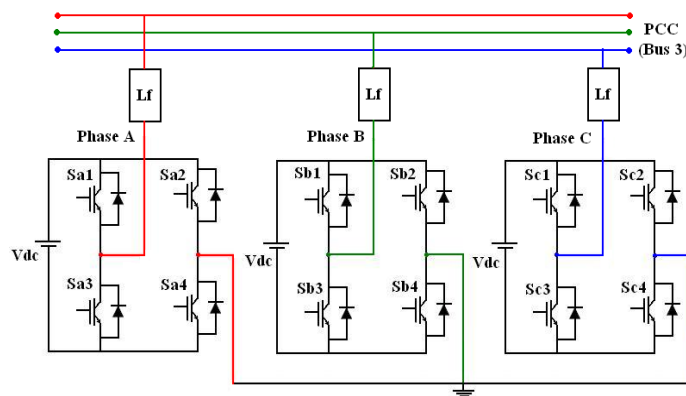 PCC
(Bus 3)
Lf
Lf
Lf
Phase A
Phase B
Phase C
Sa1
Sa2
Sb1
Sb2
Sc1
Sc2
Vdc
Vdc
Vdc
Sa3
Sa4
Sb3
Sb4
Sc3
Sc4